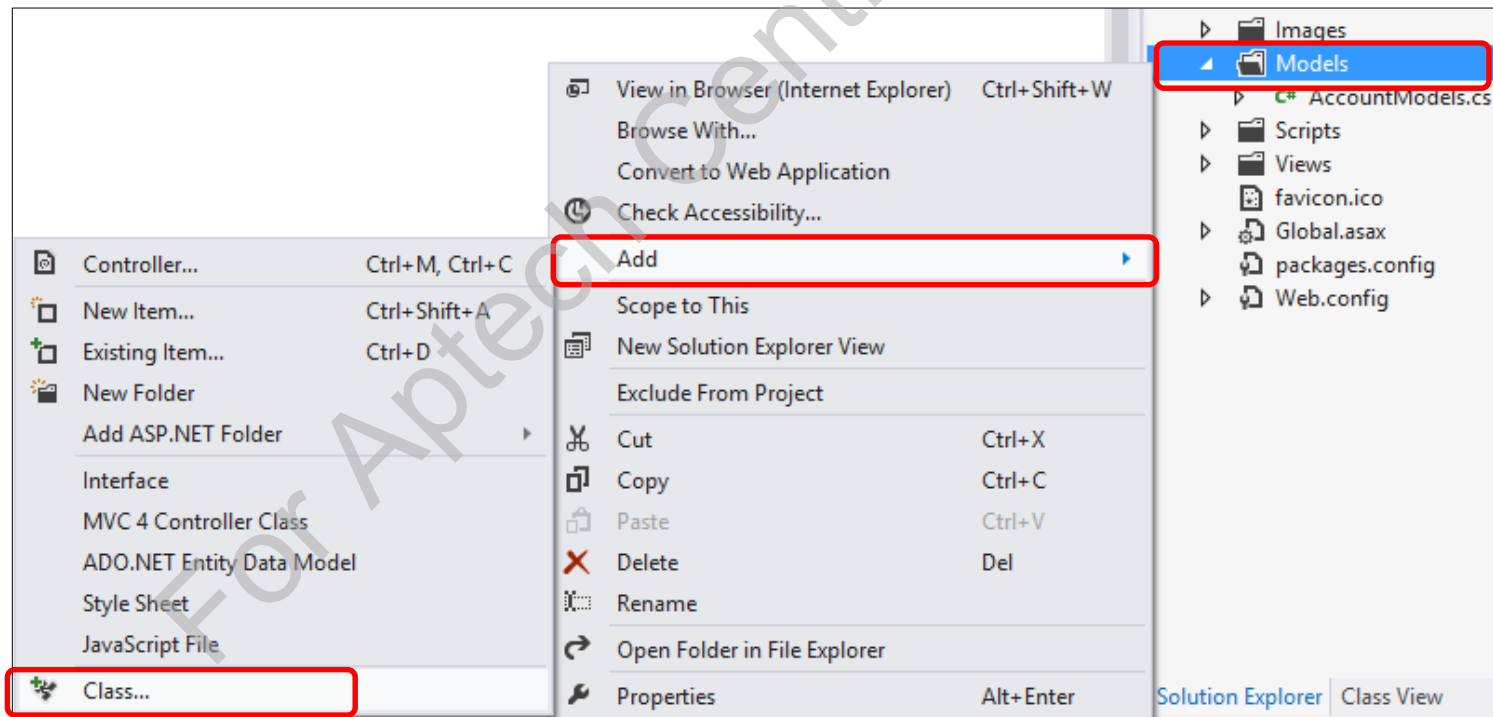 Images
Models
C# AccountModels.cs
Scripts
Views
favicon.ico
Global.asax
packages.config
Web.config
Solution Explorer Class View
View in Browser (Internet Explorer) Ctrl+Shift+W
Browse With...
Convert to Web Application
Check Accessibility...
Add
Scope to This
New Solution Explorer View
Exclude From Project
Cut Ctrl+X
Copy Ctrl+C
Paste Ctrl+V
Delete Del
Rename
Open Folder in File Explorer
Properties Alt+Enter
Controller... Ctrl+M, Ctrl+C
New Item... Ctrl+Shift+A
Existing Item... Ctrl+D
New Folder
Add ASP.NET Folder
Interface
MVC 4 Controller Class
ADO.NET Entity Data Model
Style Sheet
JavaScript File
Class...
For Aptech